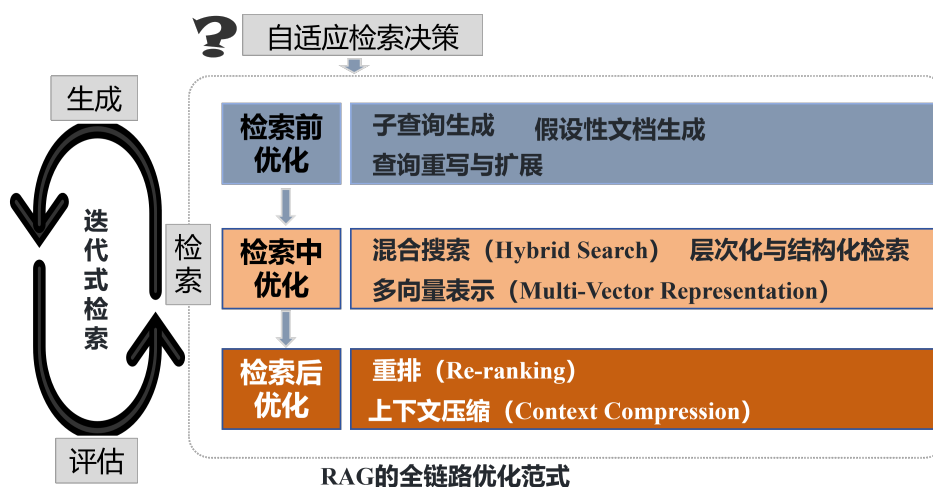 自适应检索决策
生成
检索前
优化
子查询生成
假设性文档生成
查询重写与扩展
迭代式检索
检索
检索中
优化
混合搜索（Hybrid Search）
层次化与结构化检索
多向量表示（Multi-Vector Representation）
检索后
优化
重排（Re-ranking）
上下文压缩（Context Compression）
评估
RAG的全链路优化范式